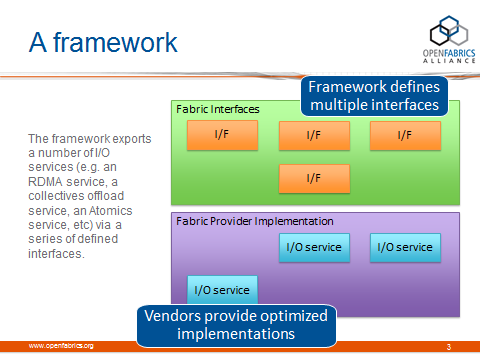 A framework
OPENFABRICS
ALLIANCE
Framework defines
multiple interfaces
Fabric Interfaces
I/F
I/F
I/F
I/F
The framework exports
a number of I/O
services (e.g. an
RDMA service, a
collectives offload
service, an Atomics
service, etc) via a
series of defined
interfaces.
Fabric Provider Implementation
I/O service
I/O service
I/O service
Vendors provide optimized
implementations
www.openfabrics.org
3